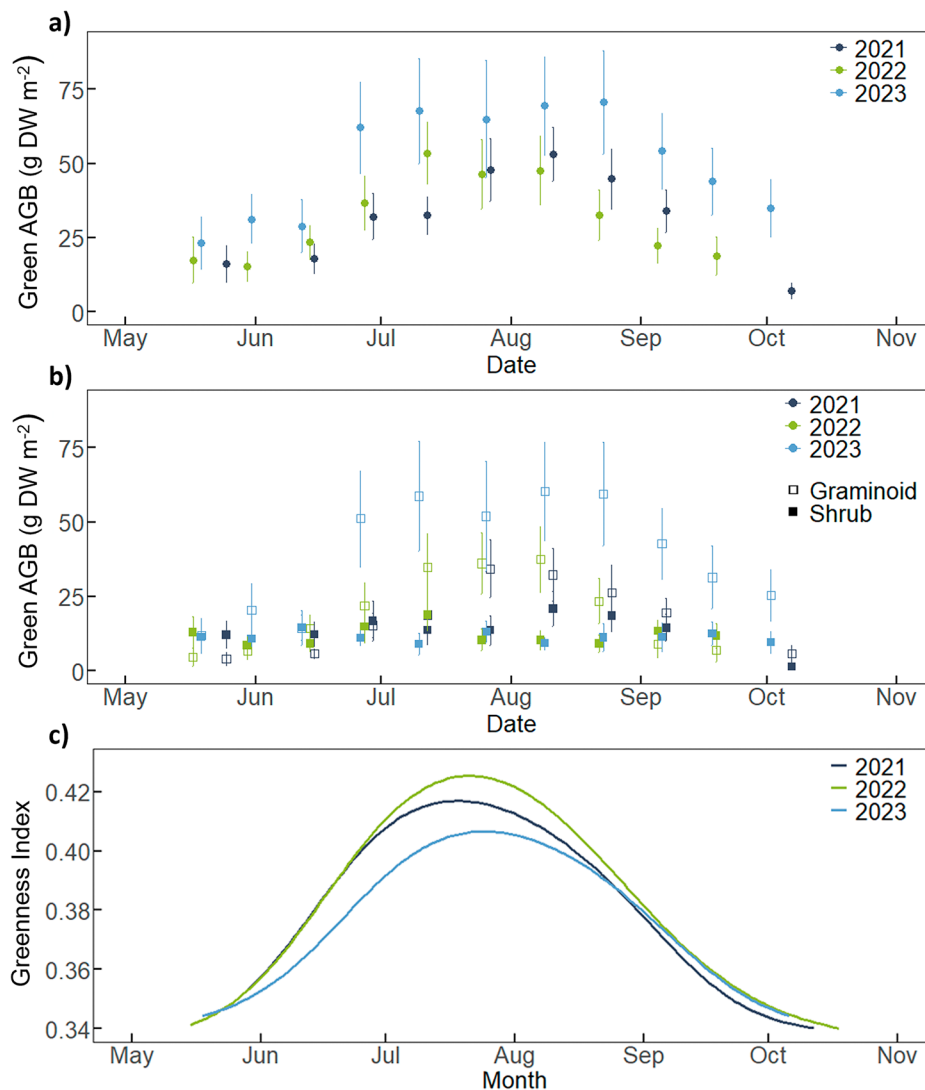 a)
Green AGB (g DW m⁻²)
75
50
25
0
2021
2022
2023
May Jun Jul Aug Sep Oct Nov
Date
b)
Green AGB (g DW m⁻²)
75
50
25
0
2021
2022
2023
Graminoid
Shrub
May Jun Jul Aug Sep Oct Nov
Date
c)
Greenness Index
0.42
0.40
0.38
0.36
0.34
2021
2022
2023
May Jun Jul Aug Sep Oct Nov
Month